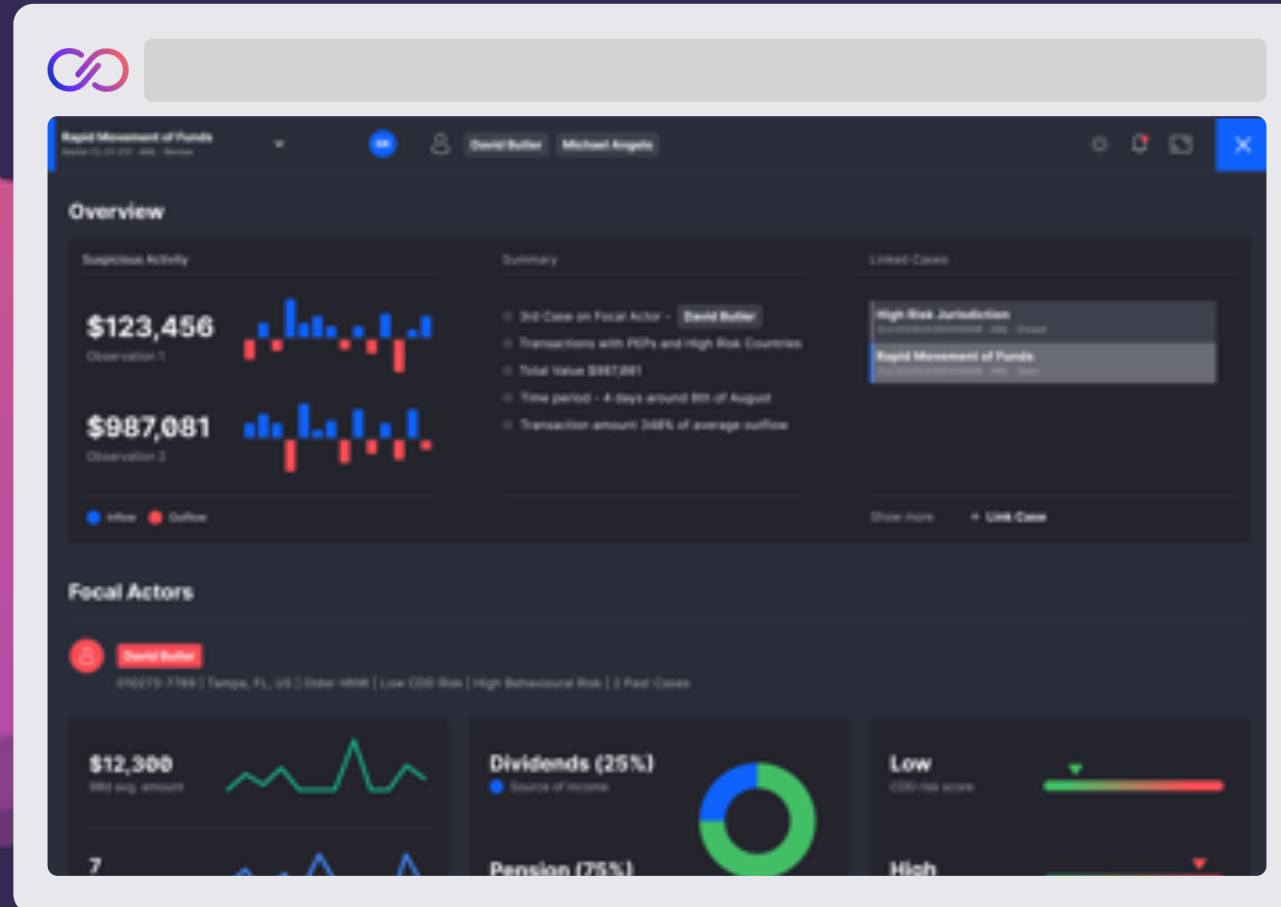 Rapid Movement of Funds
David Butler Michael Angelo
Overview
Suspicious Activity
Summary
Linked Cases
$123,456
Observation 1
$987,081
Observation 2
Inflow Outflow
3rd Case on Focal Actor - David Butler
Transactions with PEPs and High Risk Countries
Total Value $987,081
Time period - 4 days around 8th of August
Transaction amount 348% of average outflow
High Risk Jurisdiction
Rapid Movement of Funds
Show more + Link Case
Focal Actors
David Butler
Tampa, FL, US | Older HNWI | Low CDD Risk | High Behavioural Risk | 2 Past Cases
$12,300
avg. amount
7
Dividends (25%)
Source of income
Pension (75%)
Low
CDD risk score
High